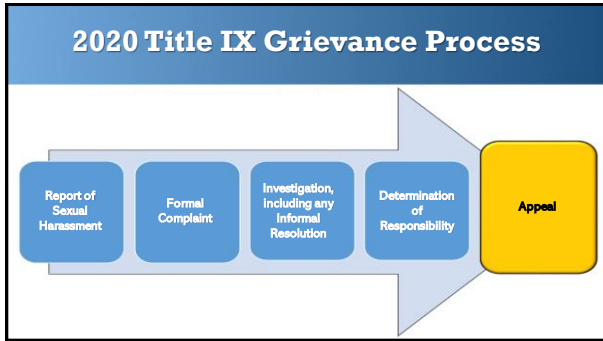 2020 Title IX Grievance Process
Report of
Sexual
Harassment
Formal
Complaint
Investigation,
including any
Informal
Resolution
Determination
of
Responsibility
Appeal